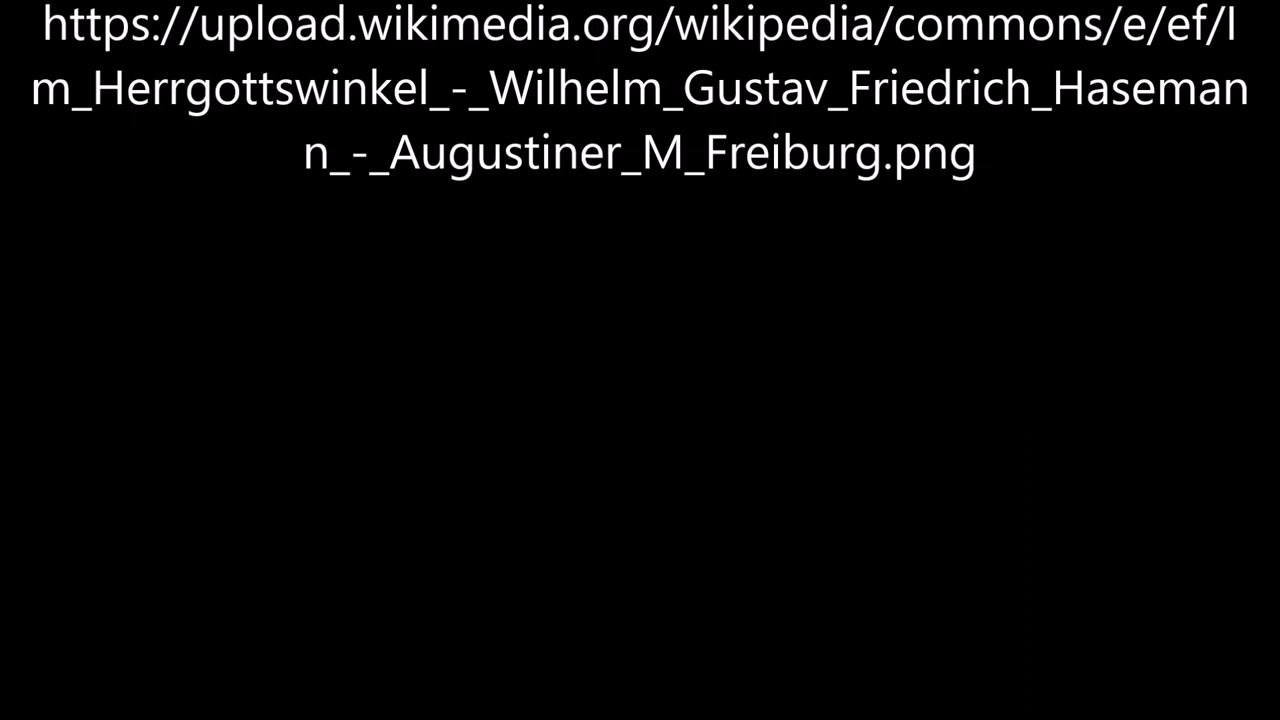 https://upload.wikimedia.org/wikipedia/commons/e/ef/I
m_Herrgottswinkel_-_Wilhelm_Gustav_Friedrich_Haseman
n_-_Augustiner_M_Freiburg.png